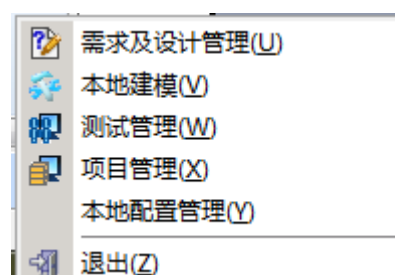 需求及设计管理(U)
本地建模(V)
测试管理(W)
项目管理(X)
本地配置管理(Y)
退出(Z)